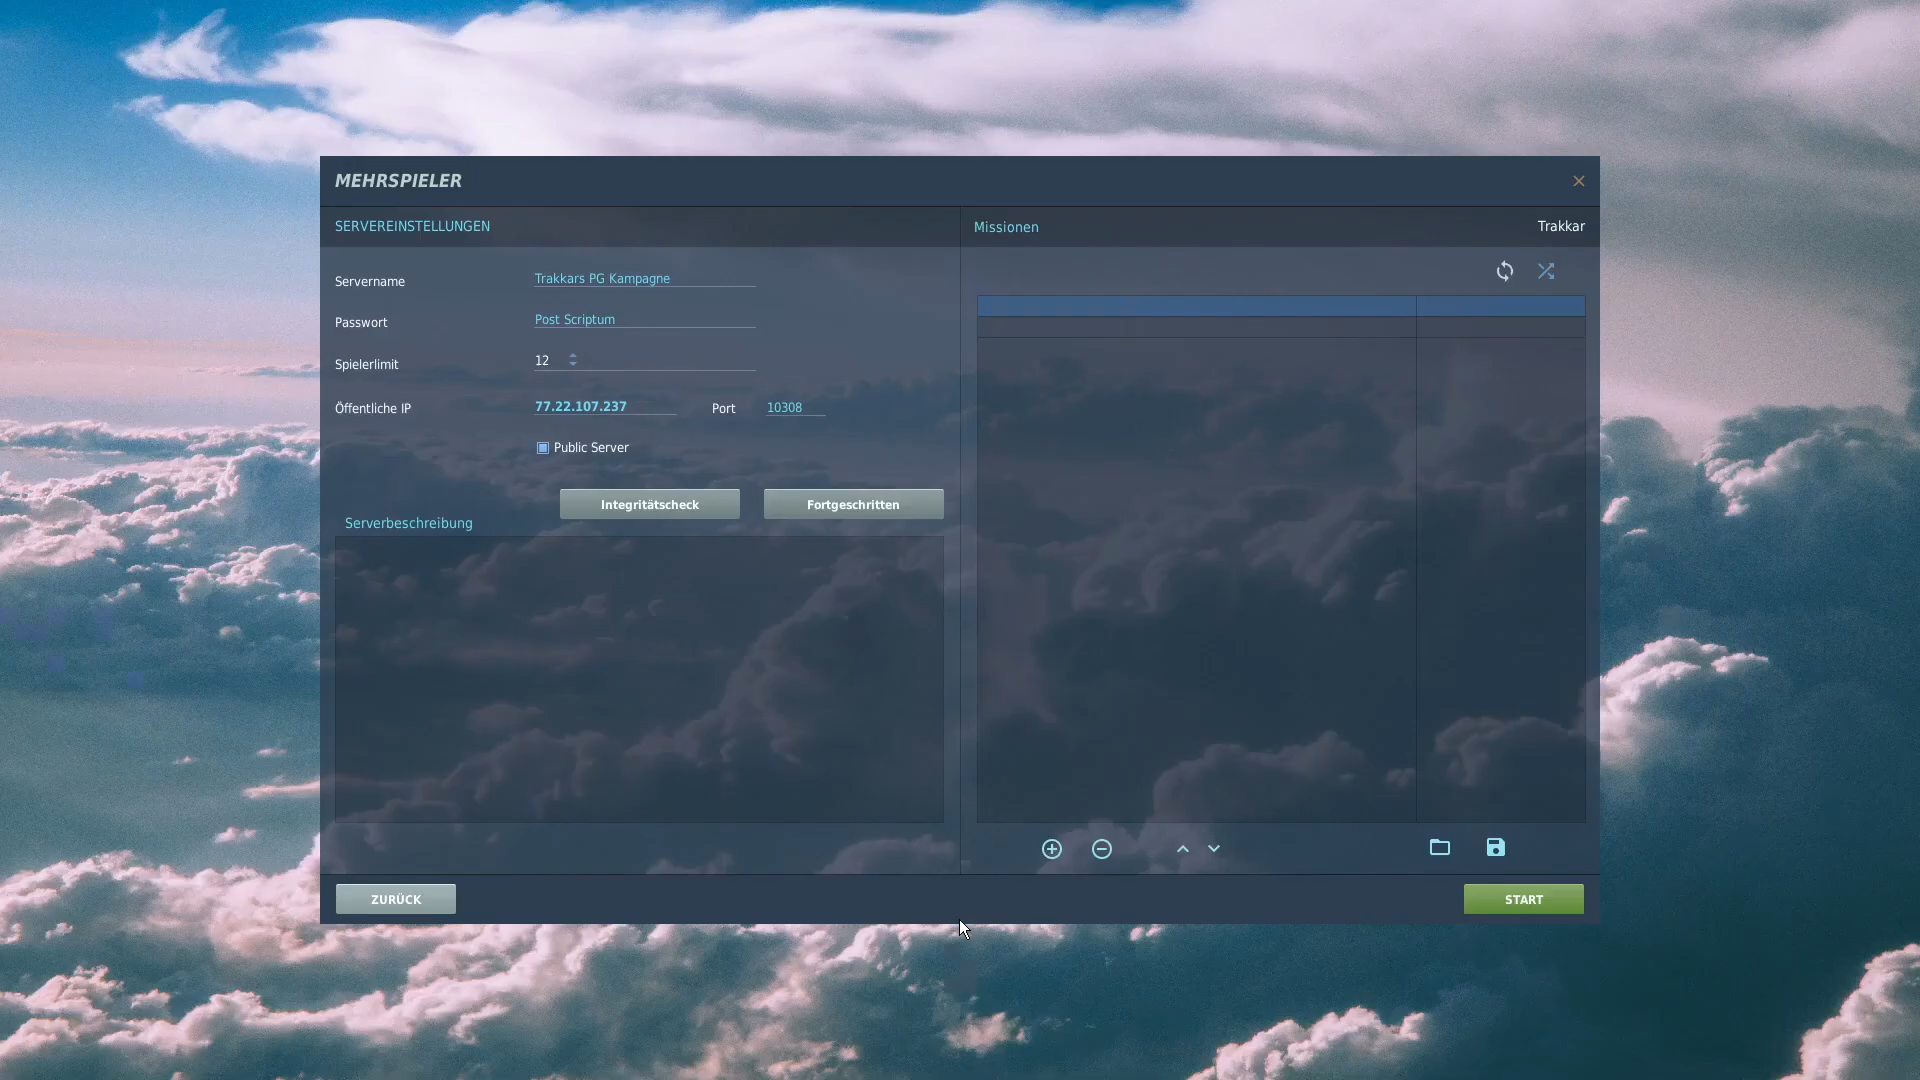 MEHRSPIELER
SERVEREINSTELLUNGEN
Missionen
Trakkar
Servername
Trakkars PG Kampagne
Passwort
Post Scriptum
Spielerlimit
12
Öffentliche IP
77.22.107.237
Port
10308
Public Server
Integritätscheck
Fortgeschritten
Serverbeschreibung
ZURÜCK
START